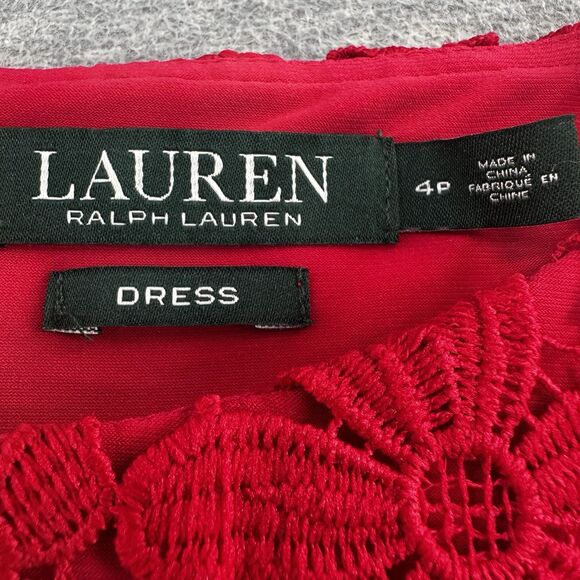 LAUREN
RALPH LAUREN
4P
MADE IN
CHINA
FABRIQUÉ EN
CHINE
DRESS